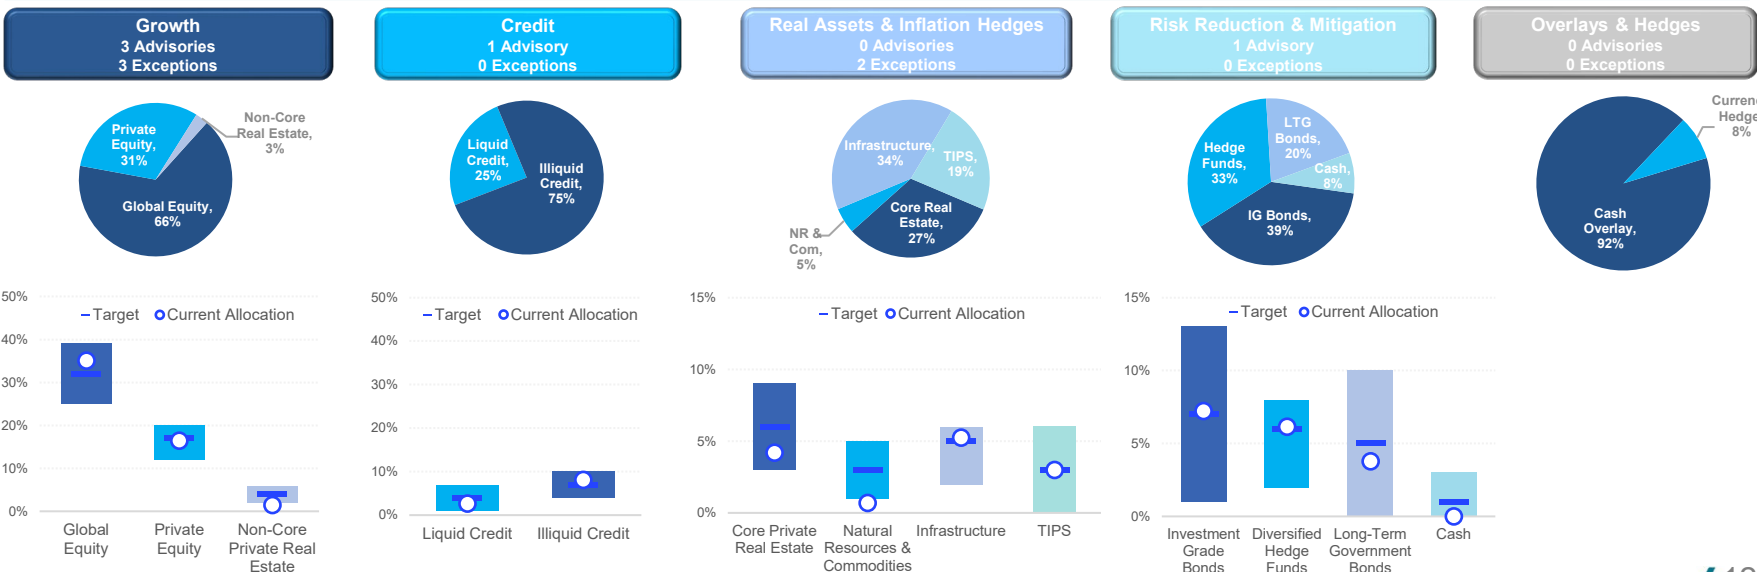 Growth
3 Advisories
3 Exceptions
Credit
1 Advisory
0 Exceptions
Real Assets & Inflation Hedges
0 Advisories
2 Exceptions
Risk Reduction & Mitigation
1 Advisory
0 Exceptions
Overlays & Hedges
0 Advisories
0 Exceptions
Private
Equity,
31%
Non-Core
Real Estate,
3%
Global Equity,
66%
Liquid
Credit,
25%
Illiquid
Credit,
75%
Infrastructure,
34%
TIPS,
19%
NR &
Com,
5%
Core Real
Estate,
27%
Hedge
Funds,
33%
LTG
Bonds,
20%
Cash,
8%
IG Bonds,
39%
Hedge
8%
Cash
Overlay,
92%
50%
40%
30%
20%
10%
0%
Target Current Allocation
Global
Equity
Private
Equity
Non-Core
Private Real
Estate
50%
40%
30%
20%
10%
0%
Target Current Allocation
Liquid Credit
Illiquid Credit
15%
10%
5%
0%
Target Current Allocation
Core Private
Real Estate
Natural
Resources &
Commodities
Infrastructure
TIPS
15%
10%
5%
0%
Target Current Allocation
Investment
Grade
Bonds
Diversified
Hedge
Funds
Long-Term
Government
Bonds
Cash